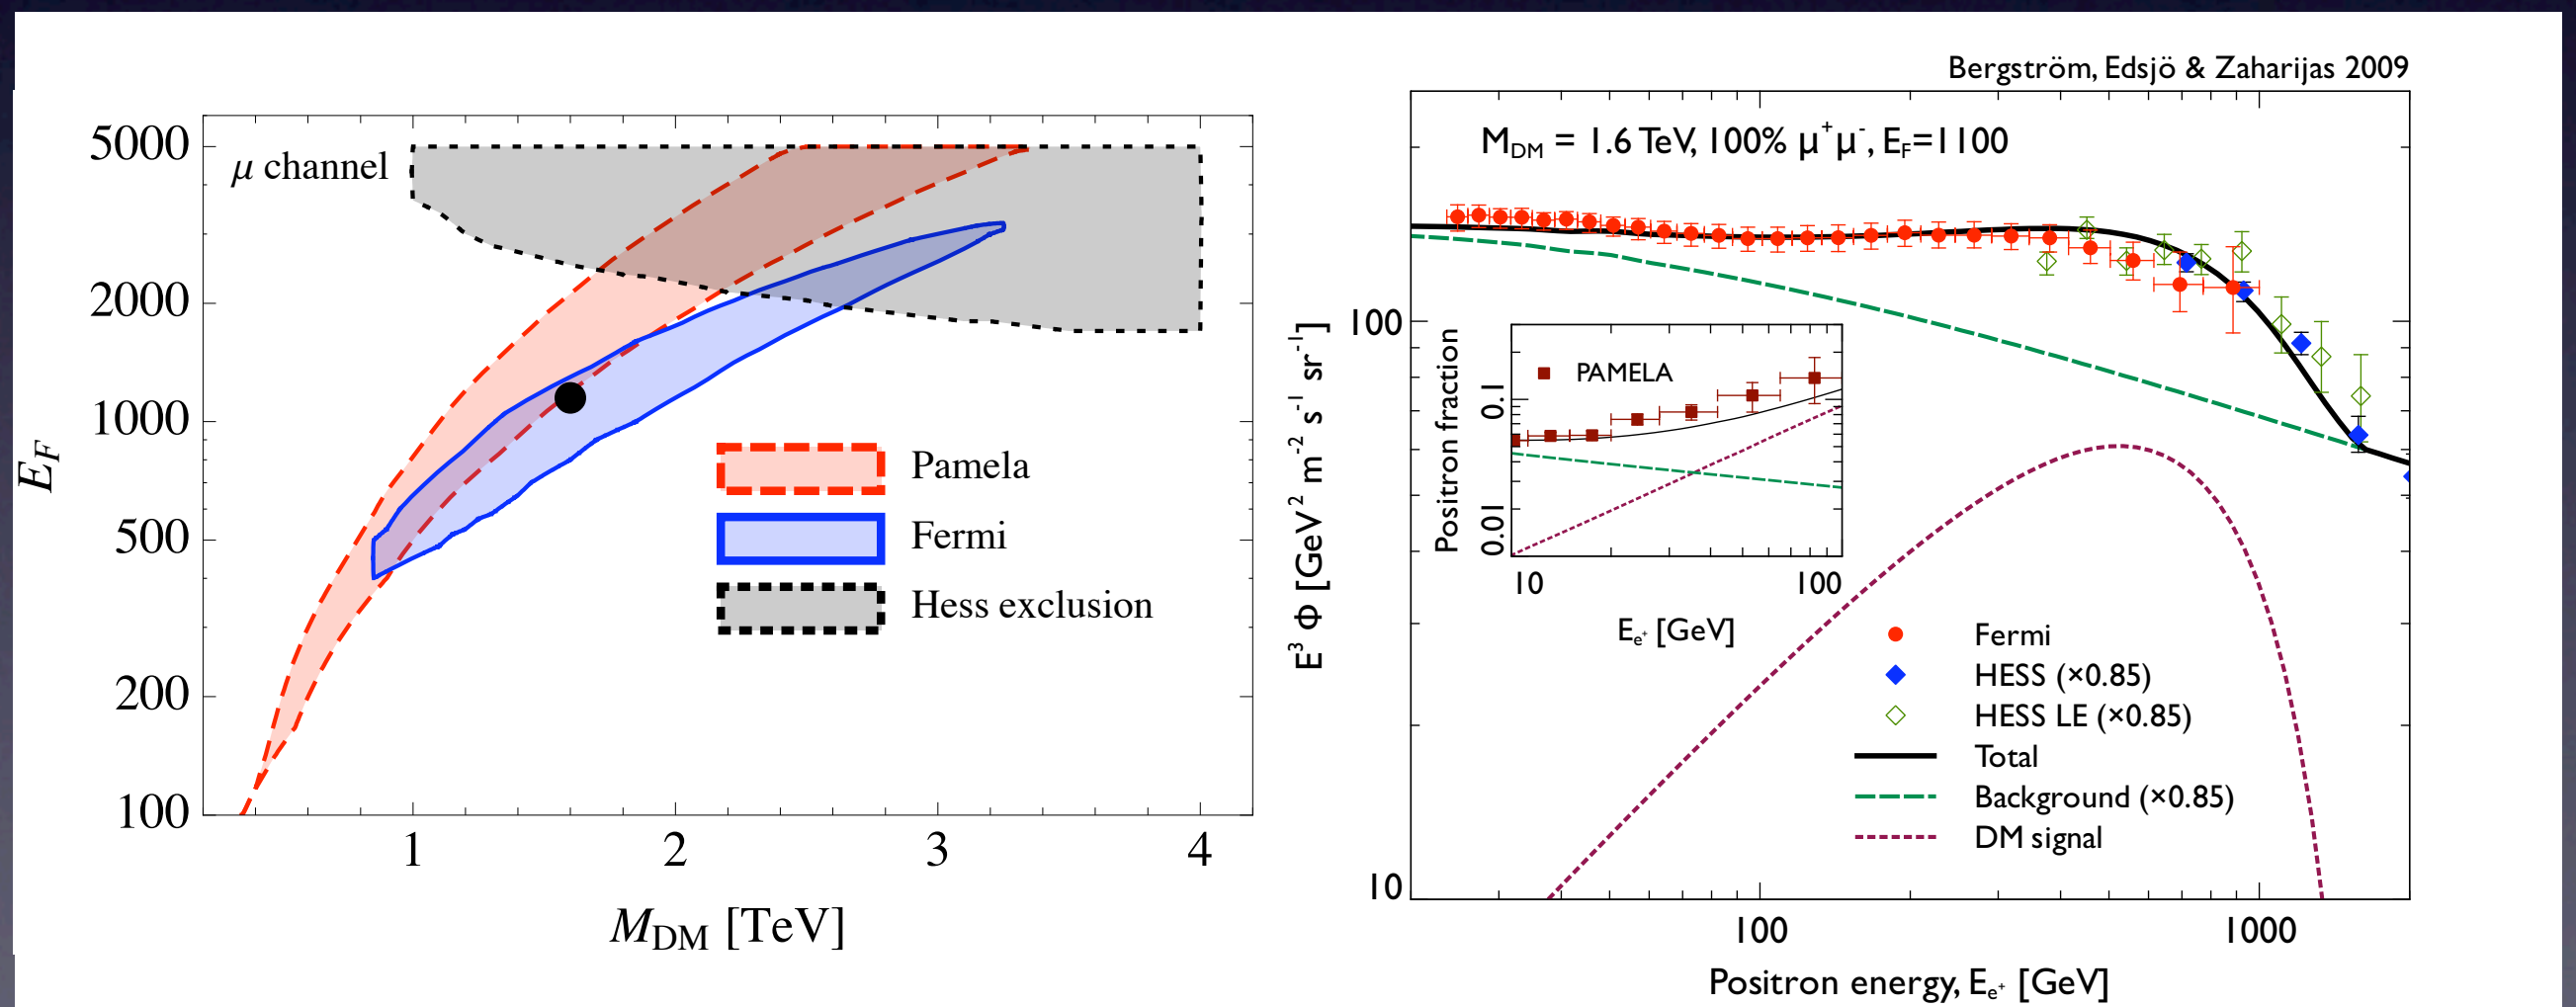 Bergström, Edsjö & Zaharijas 2009
μ channel
5000
2000
1000
500
200
100
E_F
1 2 3 4
M_DM [TeV]
Pamela
Fermi
Hess exclusion
M_DM = 1.6 TeV, 100% μ⁺μ⁻, E_F=1100
E³ Φ [GeV² m⁻² s⁻¹ sr⁻¹]
100
10
PAMELA
Positron fraction
0.1
0.01
10 100
E_e⁺ [GeV]
Fermi
HESS (×0.85)
HESS LE (×0.85)
Total
Background (×0.85)
DM signal
100 1000
Positron energy, E_e⁺ [GeV]